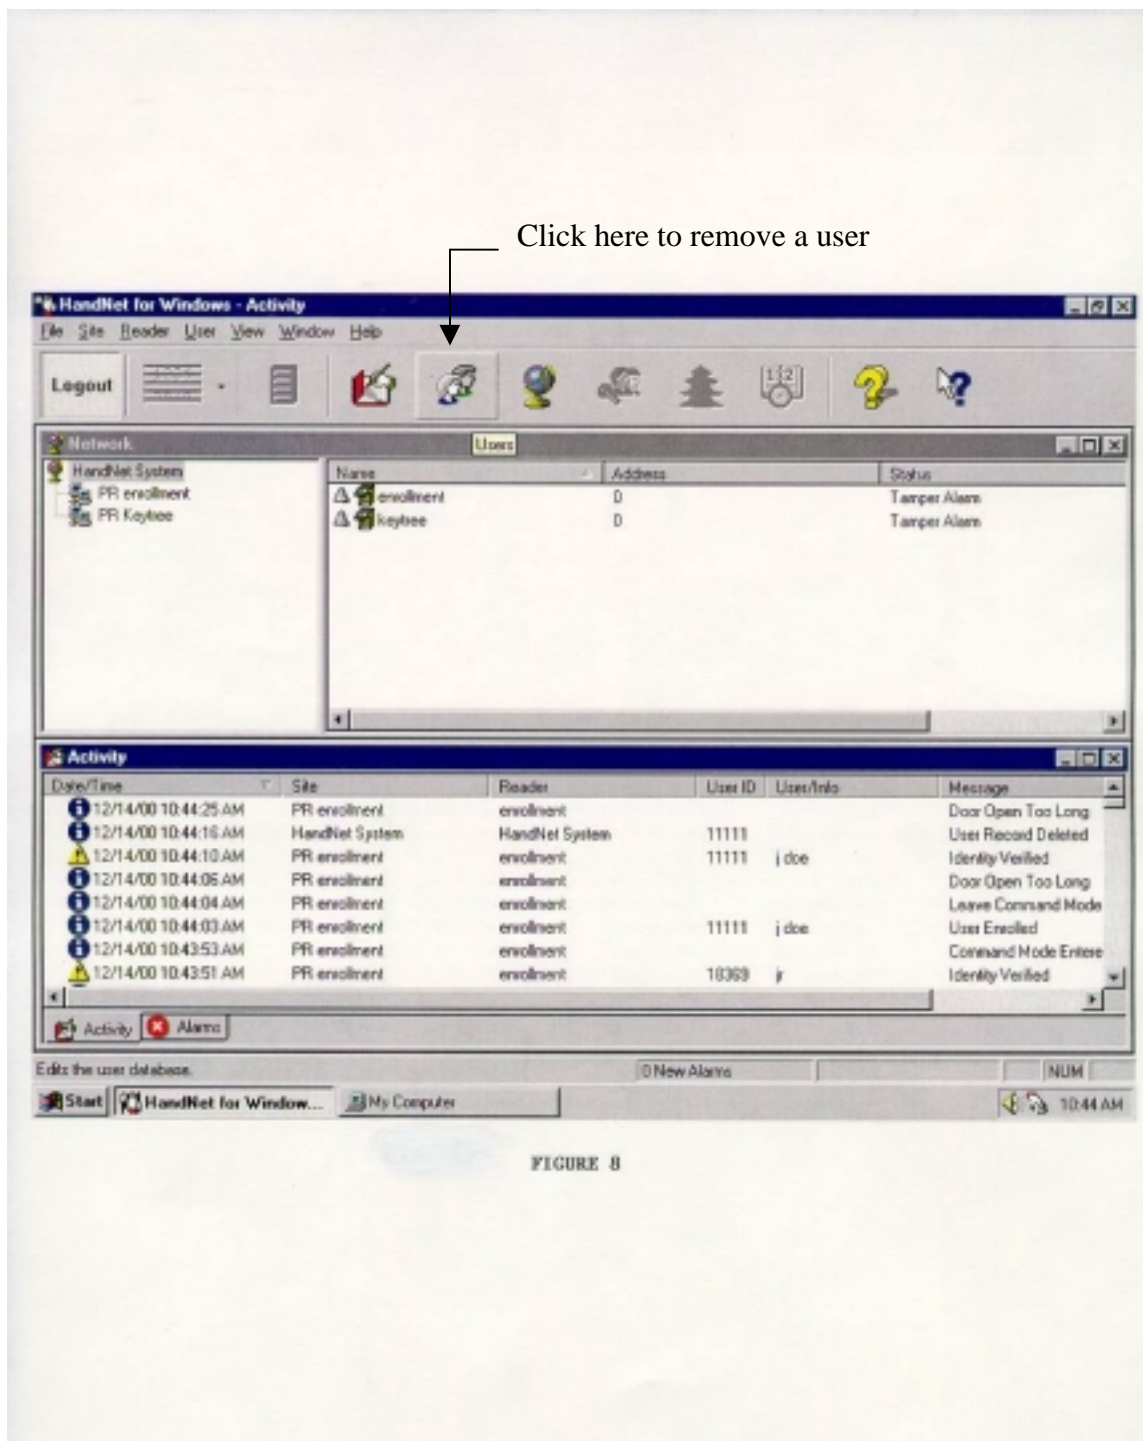 Click here to remove a user
HandNet for Windows - Activity
File Site Reader User View Window Help
Logout
Network
Users
HandNet System
PR enrollment
PR Keytree
Name Address Status
enrollment 0 Tamper Alarm
keytree 0 Tamper Alarm
Activity
Date/Time Site Reader User ID User/Info Message
12/14/00 10:44:25 AM PR enrollment enrollment Door Open Too Long
12/14/00 10:44:16 AM HandNet System HandNet System 11111 User Record Deleted
12/14/00 10:44:10 AM PR enrollment enrollment 11111 j doe Identity Verified
12/14/00 10:44:06 AM PR enrollment enrollment Door Open Too Long
12/14/00 10:44:04 AM PR enrollment enrollment Leave Command Mode
12/14/00 10:44:03 AM PR enrollment enrollment 11111 j doe User Enrolled
12/14/00 10:43:53 AM PR enrollment enrollment Command Mode Entere
12/14/00 10:43:51 AM PR enrollment enrollment 18369 jr Identity Verified
Activity Alarms
Edits the user database. 0 New Alarms NUM
Start HandNet for Window... My Computer 10:44 AM
FIGURE 8